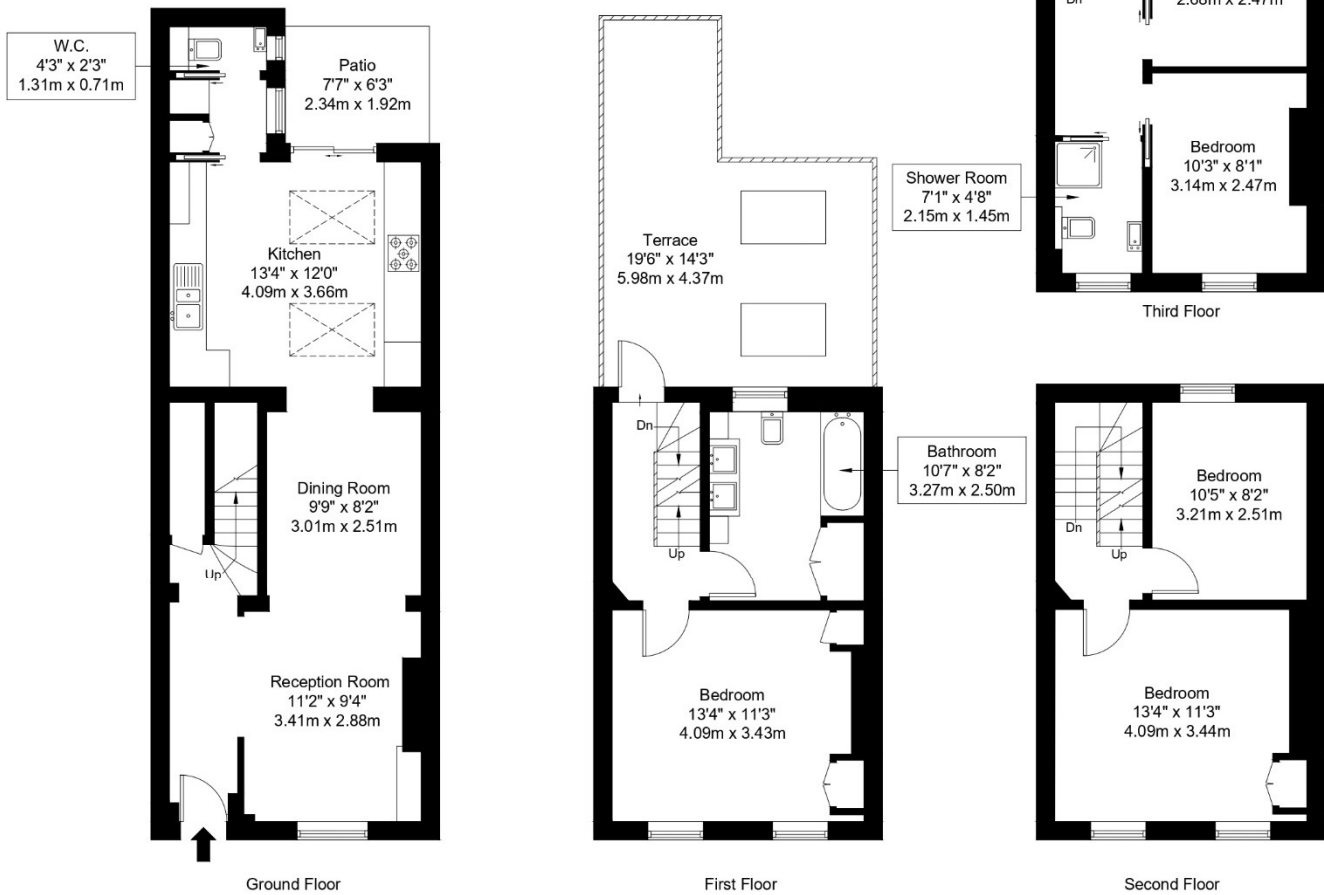 W.C.
4'3" x 2'3"
1.31m x 0.71m
Patio
7'7" x 6'3"
2.34m x 1.92m
Kitchen
13'4" x 12'0"
4.09m x 3.66m
Dining Room
9'9" x 8'2"
3.01m x 2.51m
Up
Reception Room
11'2" x 9'4"
3.41m x 2.88m
Ground Floor
Terrace
19'6" x 14'3"
5.98m x 4.37m
Dn
Up
Bathroom
10'7" x 8'2"
3.27m x 2.50m
Bedroom
13'4" x 11'3"
4.09m x 3.43m
First Floor
Dn
2.68m x 2.47m
Bedroom
10'3" x 8'1"
3.14m x 2.47m
Shower Room
7'1" x 4'8"
2.15m x 1.45m
Third Floor
Bedroom
10'5" x 8'2"
3.21m x 2.51m
Dn
Up
Bedroom
13'4" x 11'3"
4.09m x 3.44m
Second Floor